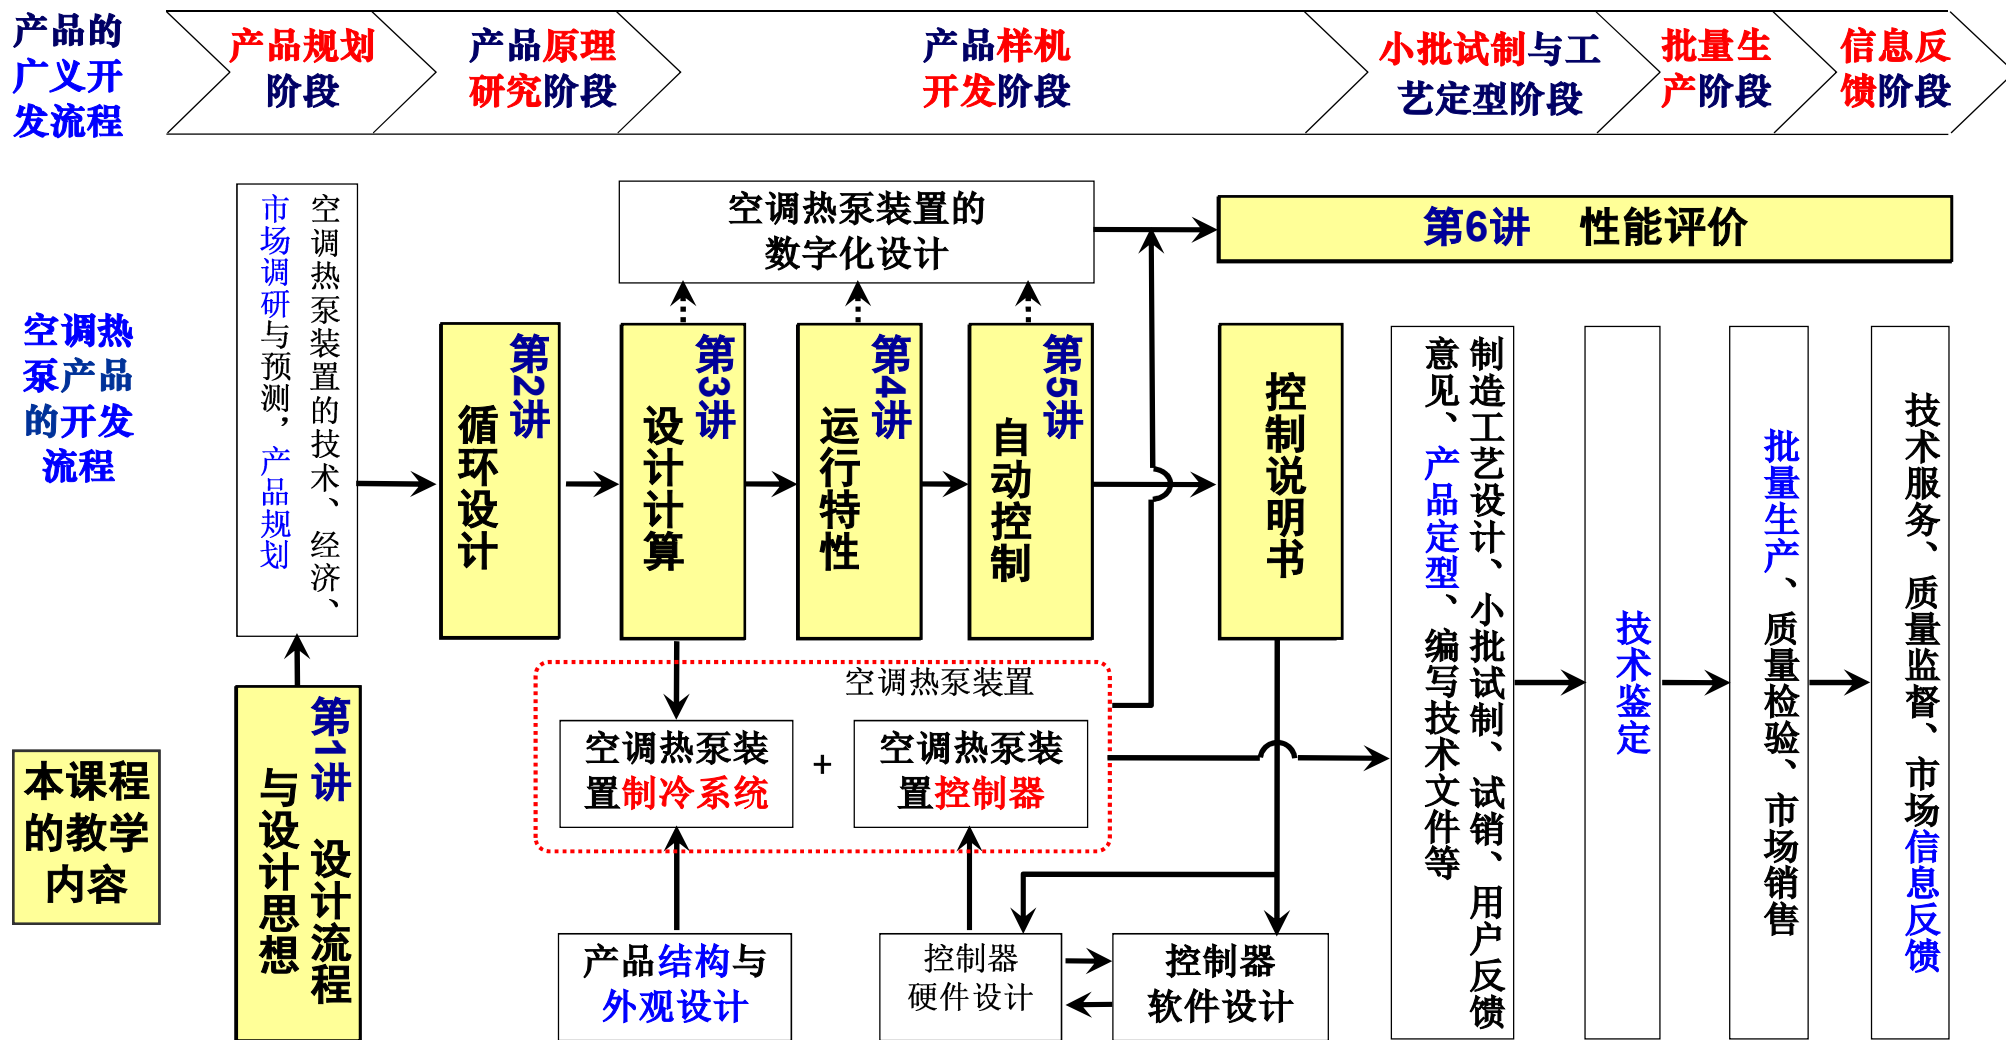 产品的
广义开
发流程
产品规划
阶段
产品原理
研究阶段
产品样机
开发阶段
小批试制与工
艺定型阶段
批量生
产阶段
信息反
馈阶段
空调热
泵产品
的开发
流程
空调热泵装置的技术、经济、
市场调研与预测，产品规划
空调热泵装置的
数字化设计
第6讲 性能评价
第2讲
循环设计
第3讲
设计计算
第4讲
运行特性
第5讲
自动控制
控制说明书
制造工艺设计、小批试制、试销、用户反馈
意见、产品定型、编写技术文件等
技术鉴定
批量生产、质量检验、市场销售
技术服务、质量监督、市场信息反馈
空调热泵装置
空调热泵装
置制冷系统
+
空调热泵装
置控制器
本课程
的教学
内容
第1讲 设计流程
与设计思想
产品结构与
外观设计
控制器
硬件设计
控制器
软件设计